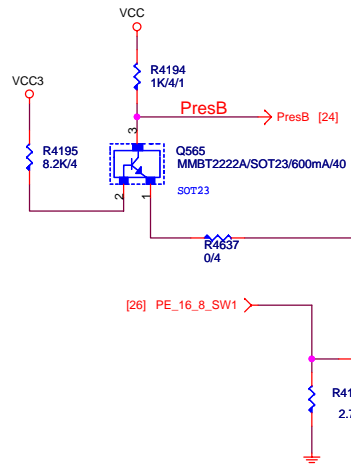 VCC
VCC3
R4194
1K/4/1
PresB
PresB [24]
3
R4195
8.2K/4
Q565
MMBT2222A/SOT23/600mA/40
SOT23
2
1
R4637
0/4
[26] PE_16_8_SW1
R41
2.7